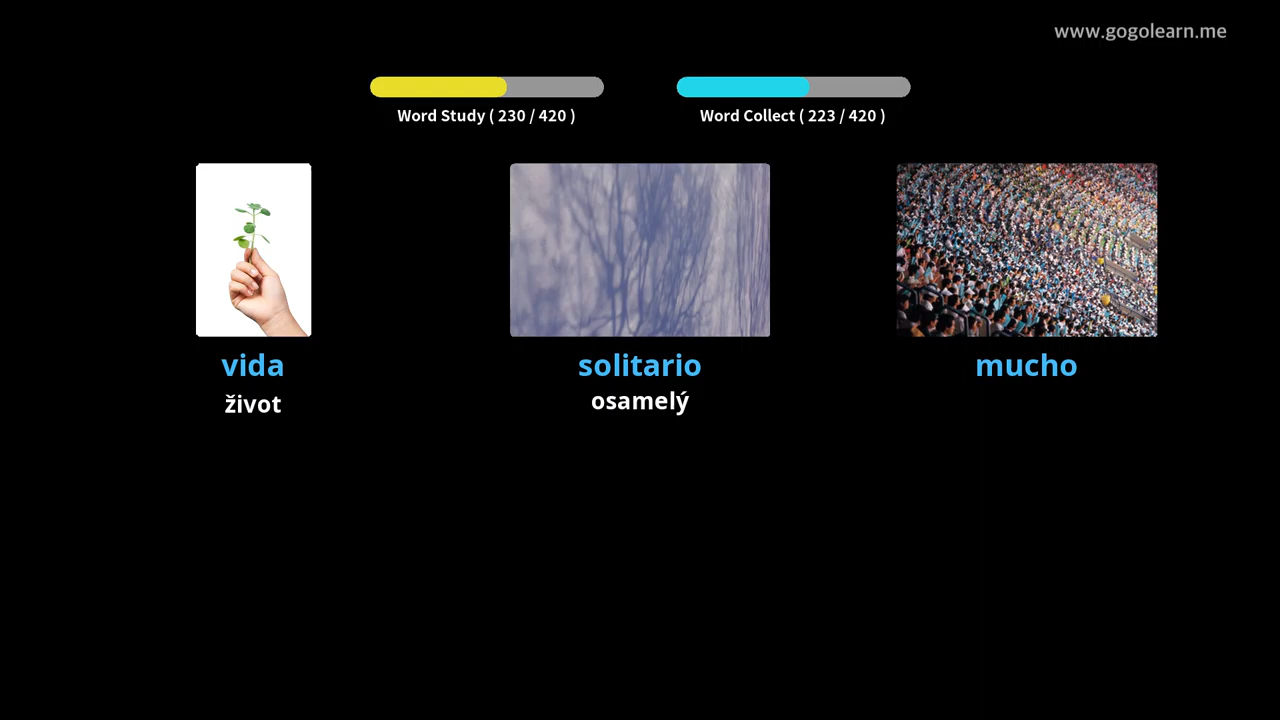 www.gogolearn.me
Word Study ( 230 / 420 )
Word Collect ( 223 / 420 )
vida
život
solitario
osamelý
mucho